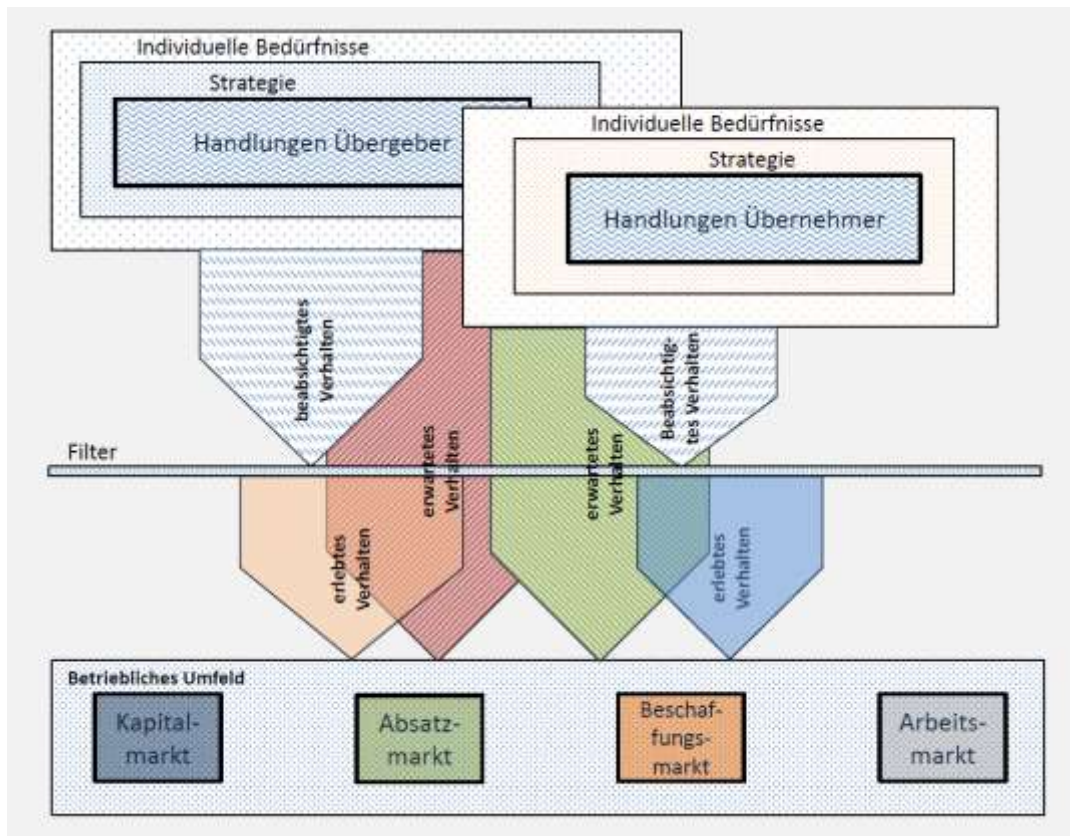 Individuelle Bedürfnisse
Strategie
Handlungen Übergeber
Individuelle Bedürfnisse
Strategie
Handlungen Übernehmer
beabsichtigtes
Verhalten
Beabsichtig-
tes Verhalten
Filter
erwartetes
Verhalten
erwartetes
Verhalten
erlebtes
Verhalten
erlebtes
Verhalten
Betriebliches Umfeld
Kapital-
markt
Absatz-
markt
Beschaf-
fungs-
markt
Arbeits-
markt